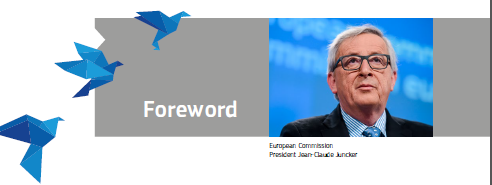 Foreword
European Commission
President Jean-Claude Juncker